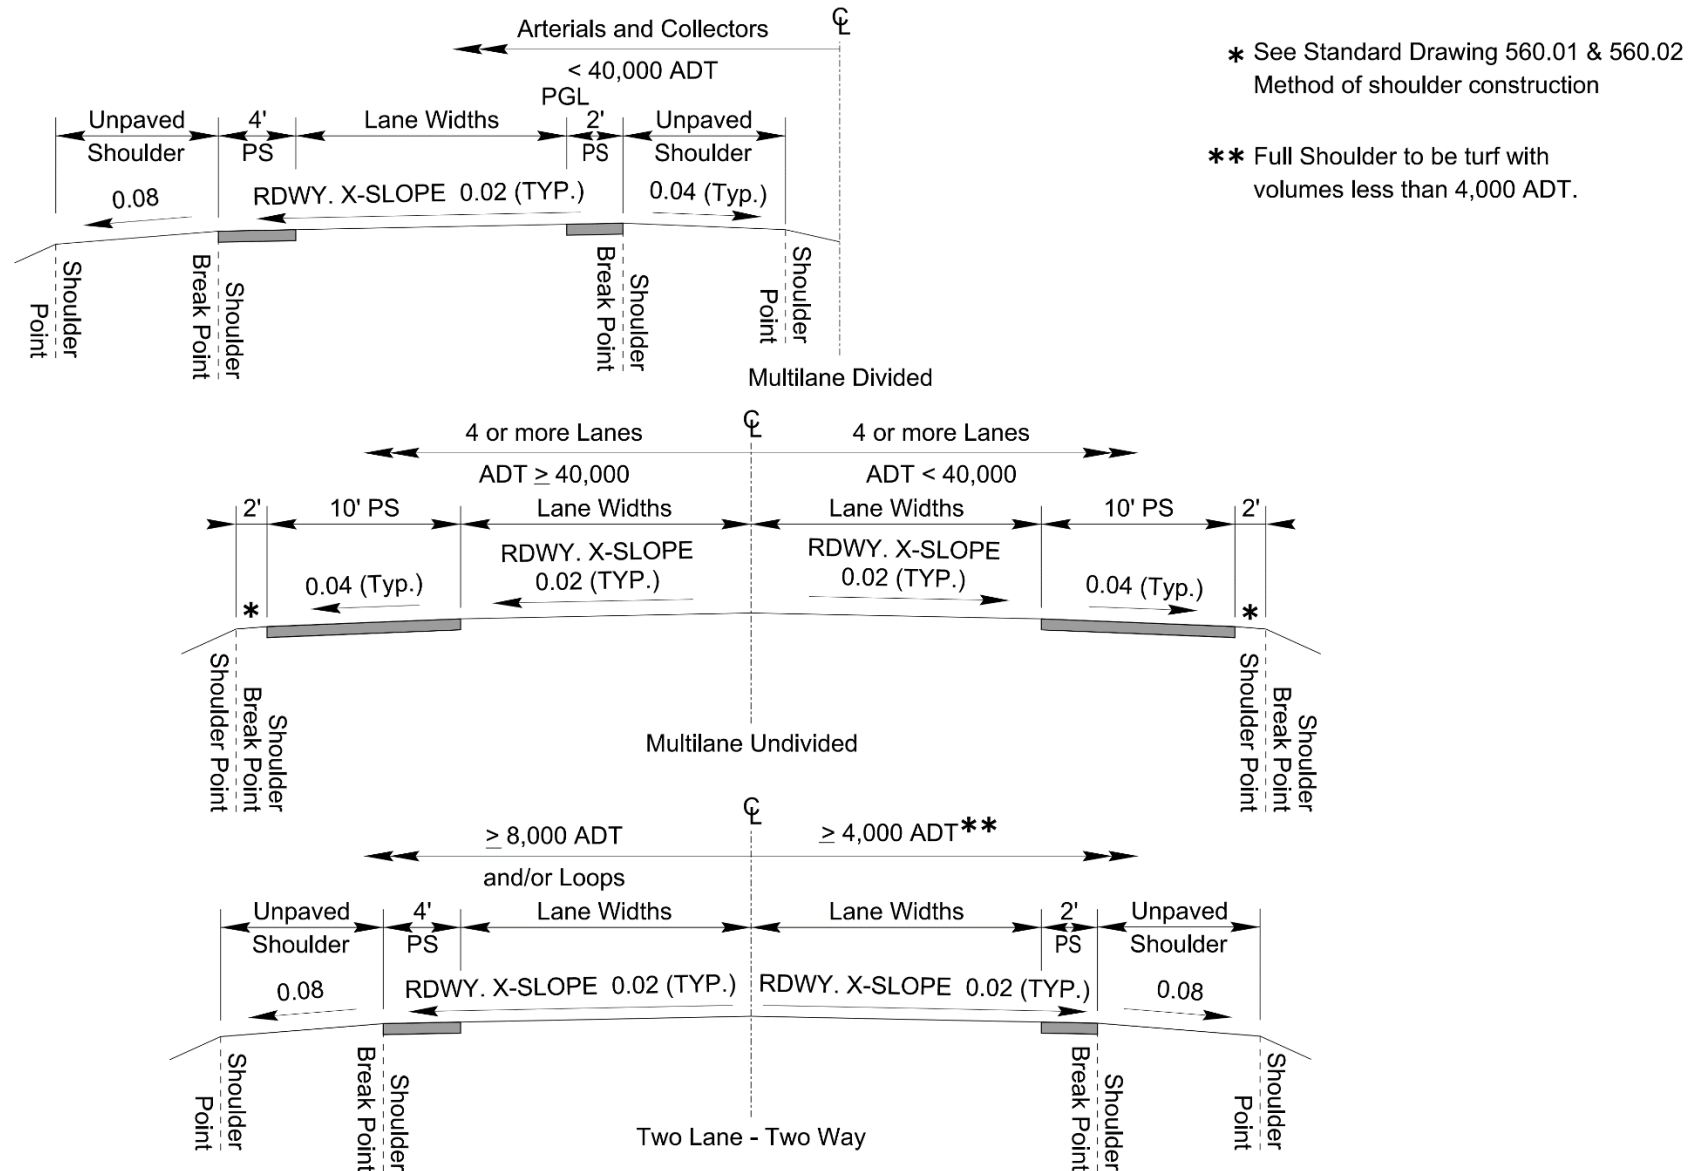 ℄
Arterials and Collectors
< 40,000 ADT
PGL
Unpaved
Shoulder
4'
PS
Lane Widths
2'
PS
Unpaved
Shoulder
0.08
RDWY. X-SLOPE 0.02 (TYP.)
0.04 (Typ.)
Shoulder
Point
Shoulder
Break Point
Shoulder
Break Point
Shoulder
Point
Multilane Divided
* See Standard Drawing 560.01 & 560.02
Method of shoulder construction
** Full Shoulder to be turf with
volumes less than 4,000 ADT.
℄
4 or more Lanes
ADT ≥ 40,000
4 or more Lanes
ADT < 40,000
2'
10' PS
Lane Widths
Lane Widths
10' PS
2'
RDWY. X-SLOPE
0.02 (TYP.)
RDWY. X-SLOPE
0.02 (TYP.)
0.04 (Typ.)
0.04 (Typ.)
*
*
Shoulder Point
Shoulder
Break Point
Shoulder Point
Shoulder
Break Point
Multilane Undivided
℄
≥ 8,000 ADT
and/or Loops
≥ 4,000 ADT**
Unpaved
Shoulder
4'
PS
Lane Widths
Lane Widths
2'
PS
Unpaved
Shoulder
0.08
RDWY. X-SLOPE 0.02 (TYP.)
RDWY. X-SLOPE 0.02 (TYP.)
0.08
Shoulder
Point
Shoulder
Break Point
Shoulder
Break Point
Shoulder
Point
Two Lane - Two Way